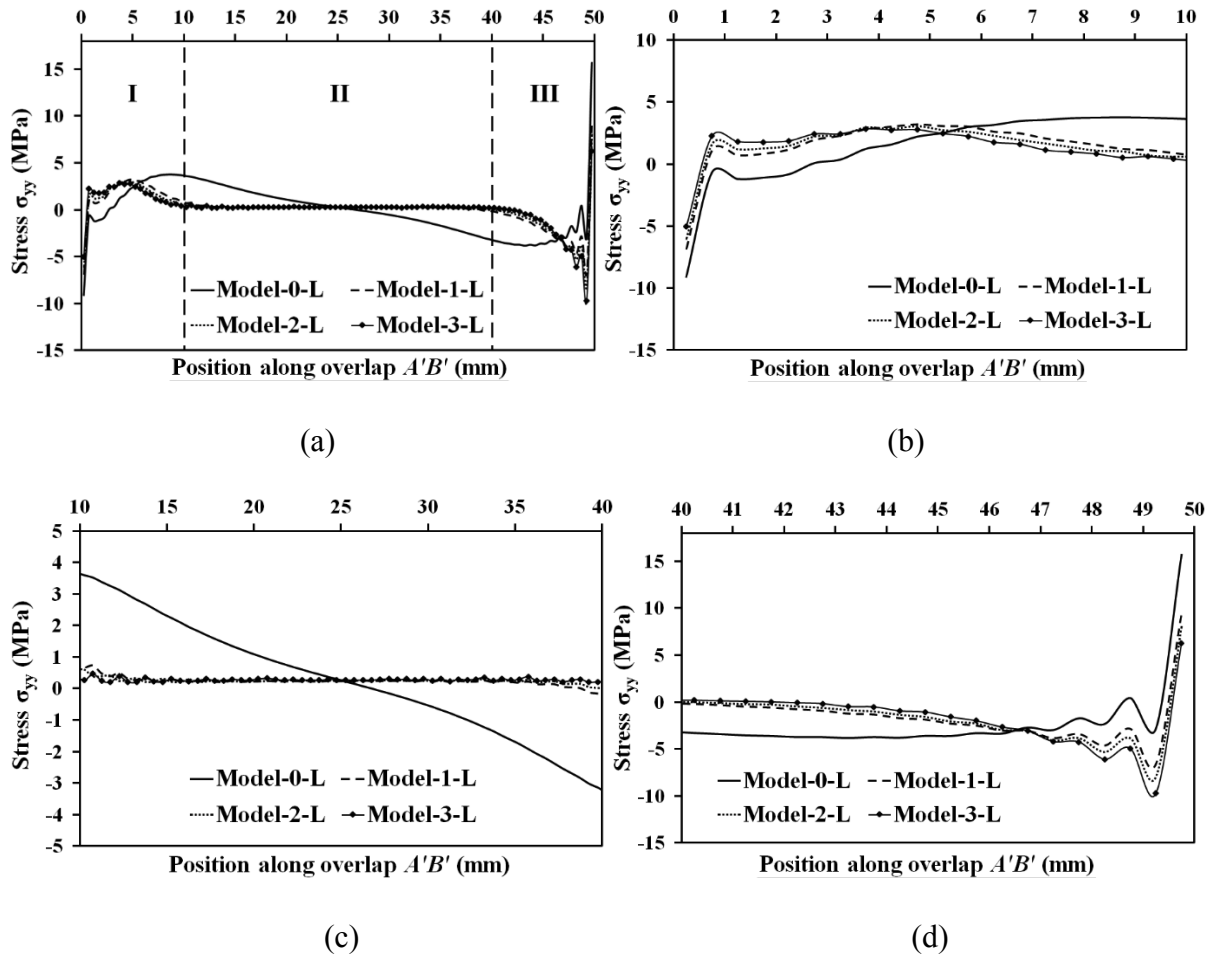 0 10 20 30 40 50
15
10
5
0
-5
-10
-15
Stress σyy (MPa)
I II III
Model-0-L Model-1-L
Model-2-L Model-3-L
Position along overlap A'B' (mm)
(a)
0 1 2 3 4 5 6 7 8 9 10
10
5
0
-5
-10
-15
Stress σyy (MPa)
Model-0-L Model-1-L
Model-2-L Model-3-L
Position along overlap A'B' (mm)
(b)
10 15 20 25 30 35 40
5
4
3
2
1
0
-1
-2
-3
-4
-5
Stress σyy (MPa)
Model-0-L Model-1-L
Model-2-L Model-3-L
Position along overlap A'B' (mm)
(c)
40 41 42 43 44 45 46 47 48 49 50
15
10
5
0
-5
-10
-15
Stress σyy (MPa)
Model-0-L Model-1-L
Model-2-L Model-3-L
Position along overlap A'B' (mm)
(d)